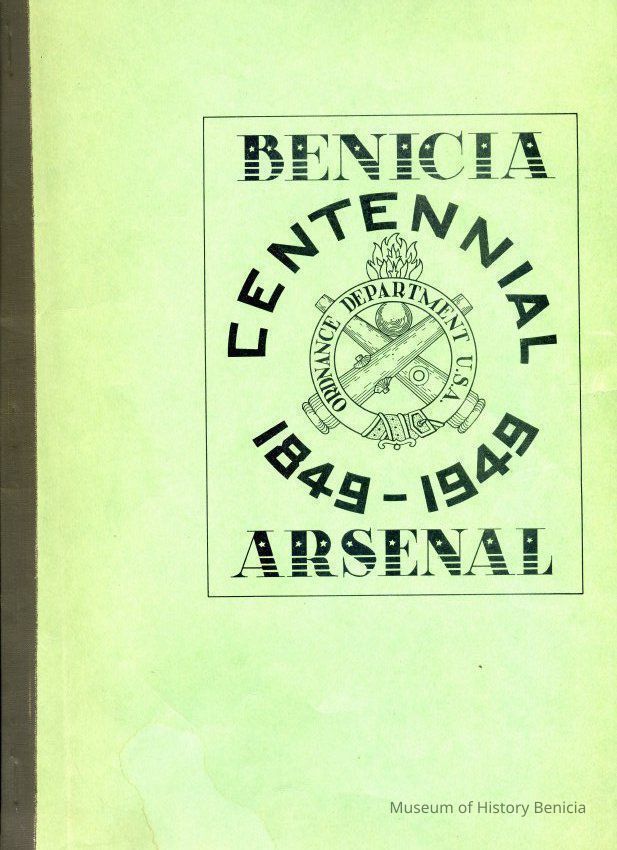 BENICIA
CENTENNIAL
ORDNANCE DEPARTMENT U.S.A.
1849-1949
ARSENAL
Museum of History Benicia